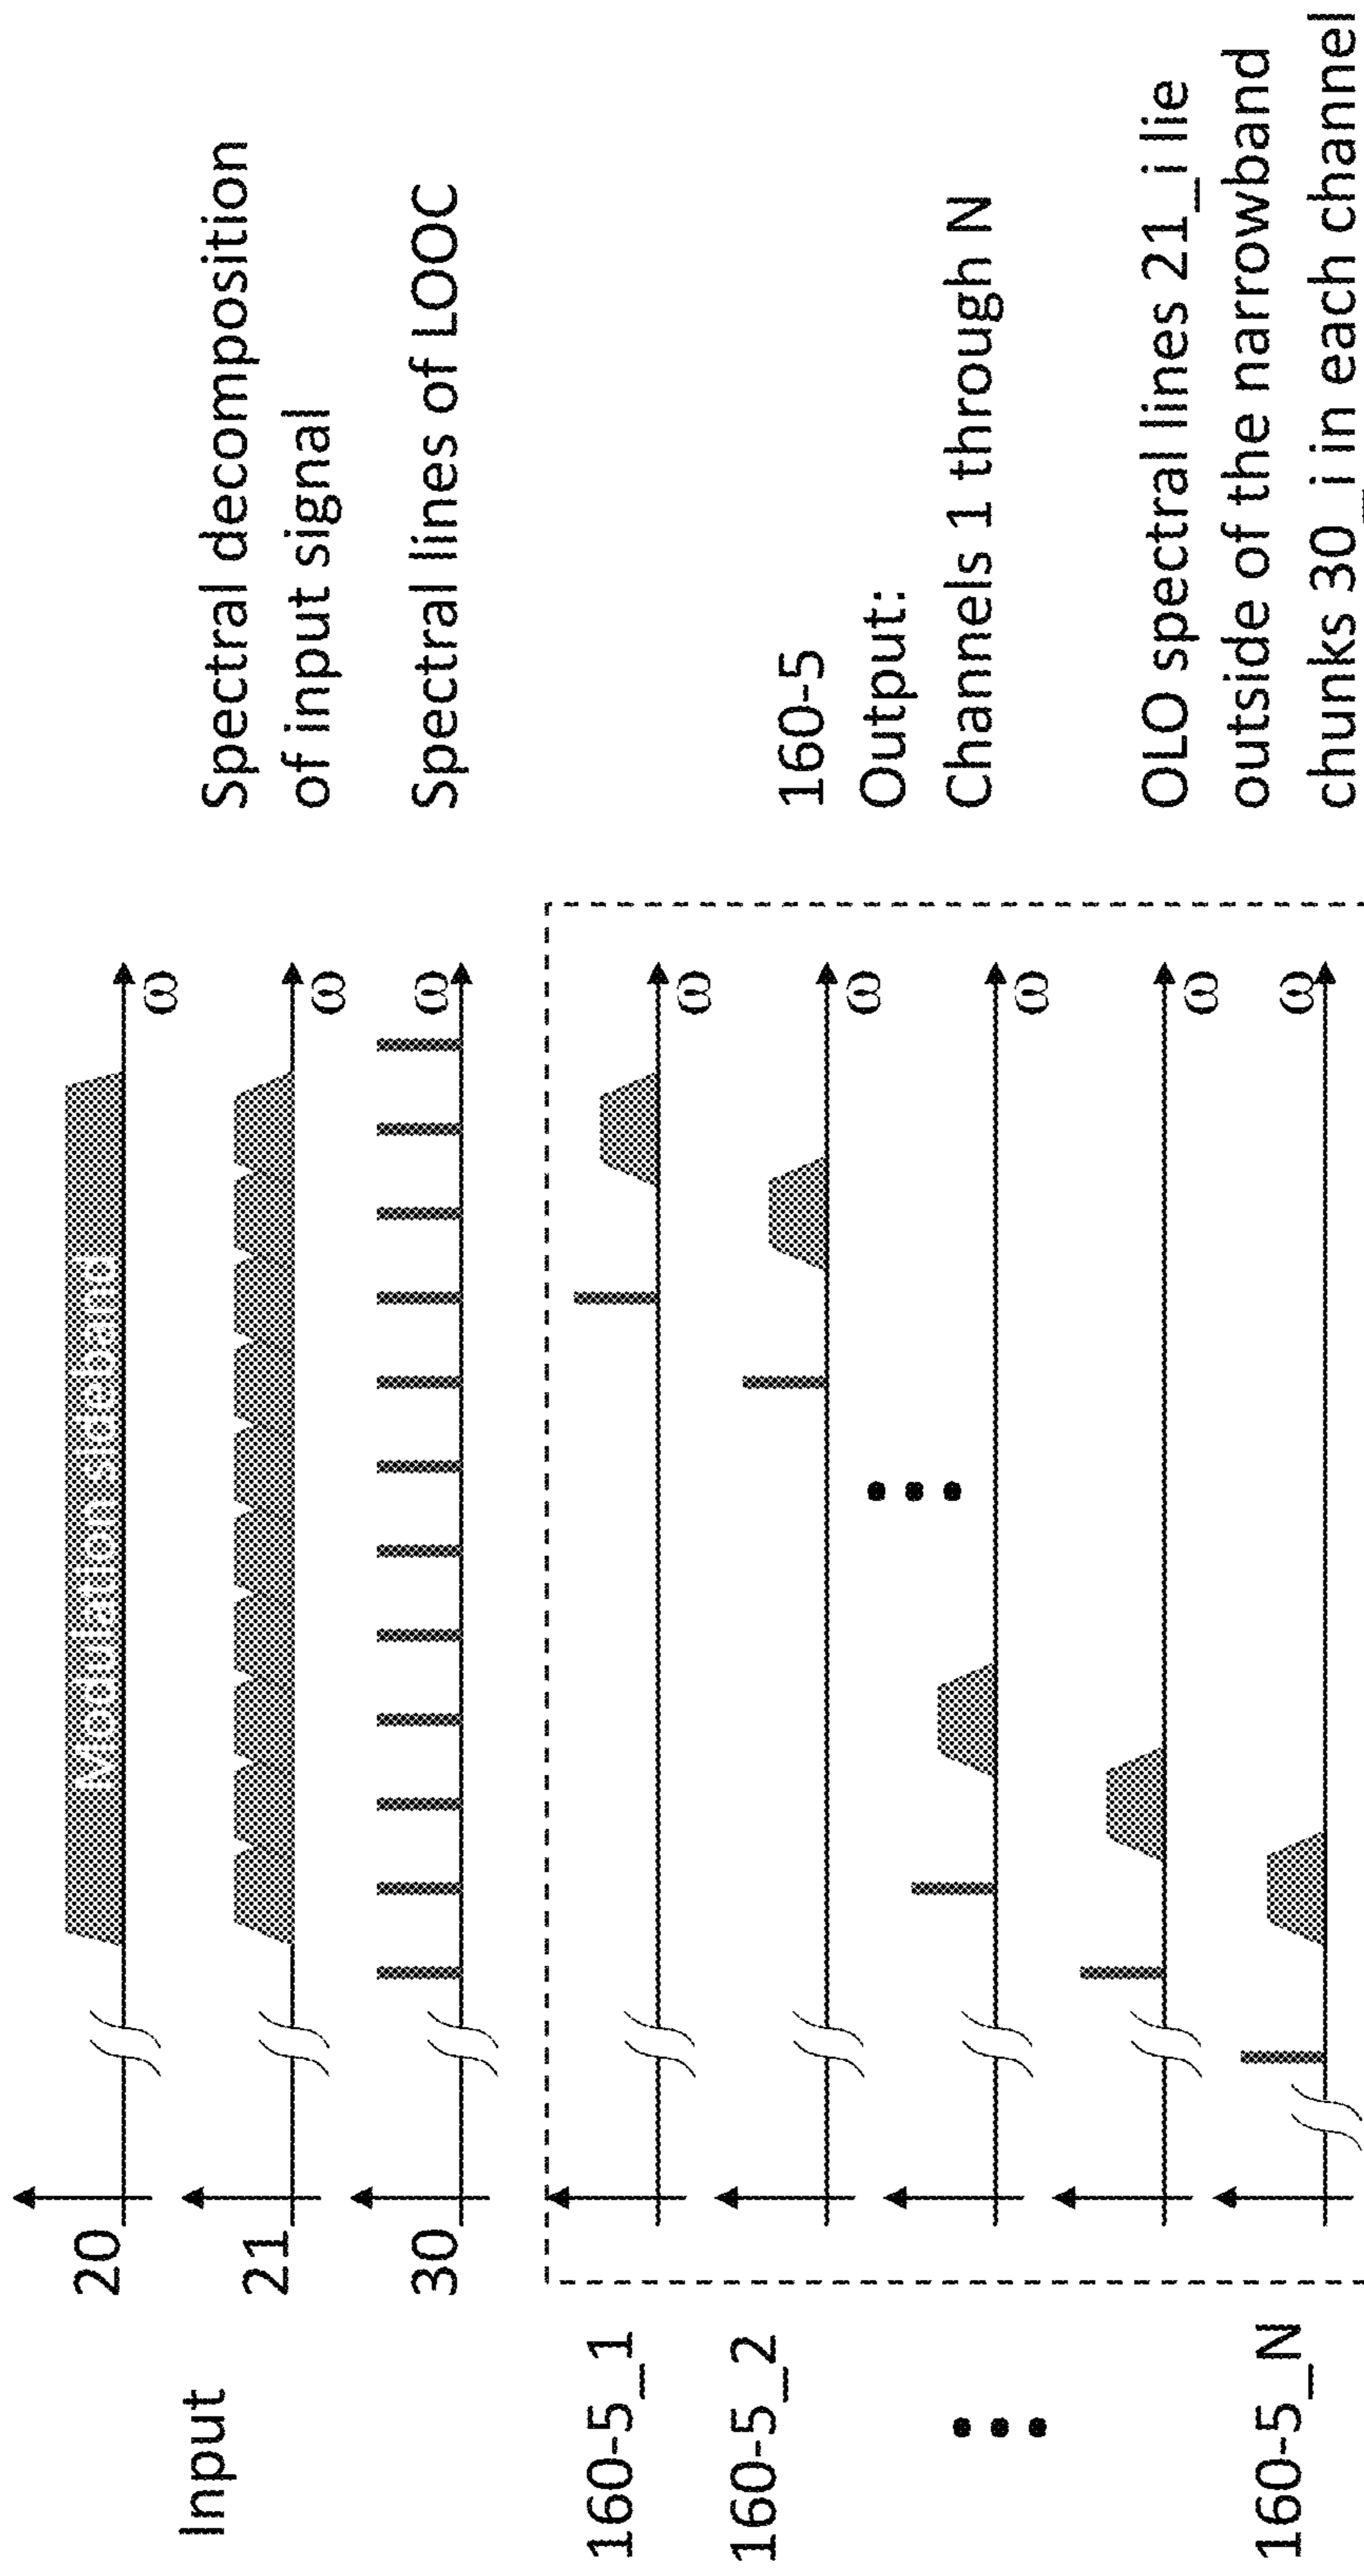 Input
20
Modulation sideband
ω
21
ω
Spectral decomposition
of input signal
30
ω
Spectral lines of LOOC
160-5_1
ω
160-5_2
ω
160-5
Output:
Channels 1 through N
ω
ω
160-5_N
ω
OLO spectral lines 21_i lie
outside of the narrowband
chunks 30_i in each channel